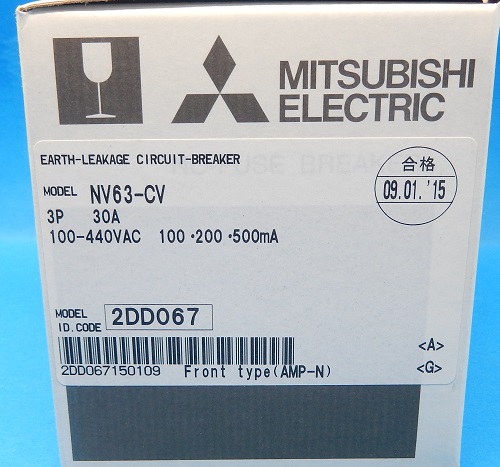 MITSUBISHI
ELECTRIC
EARTH-LEAKAGE CIRCUIT-BREAKER
MODEL NV63-CV
3P 30A
100-440VAC 100・200・500mA
合格
09.01.'15
MODEL
ID.CODE 2DD067
2DD067150109 Front type(AMP-N)
<A>
<G>